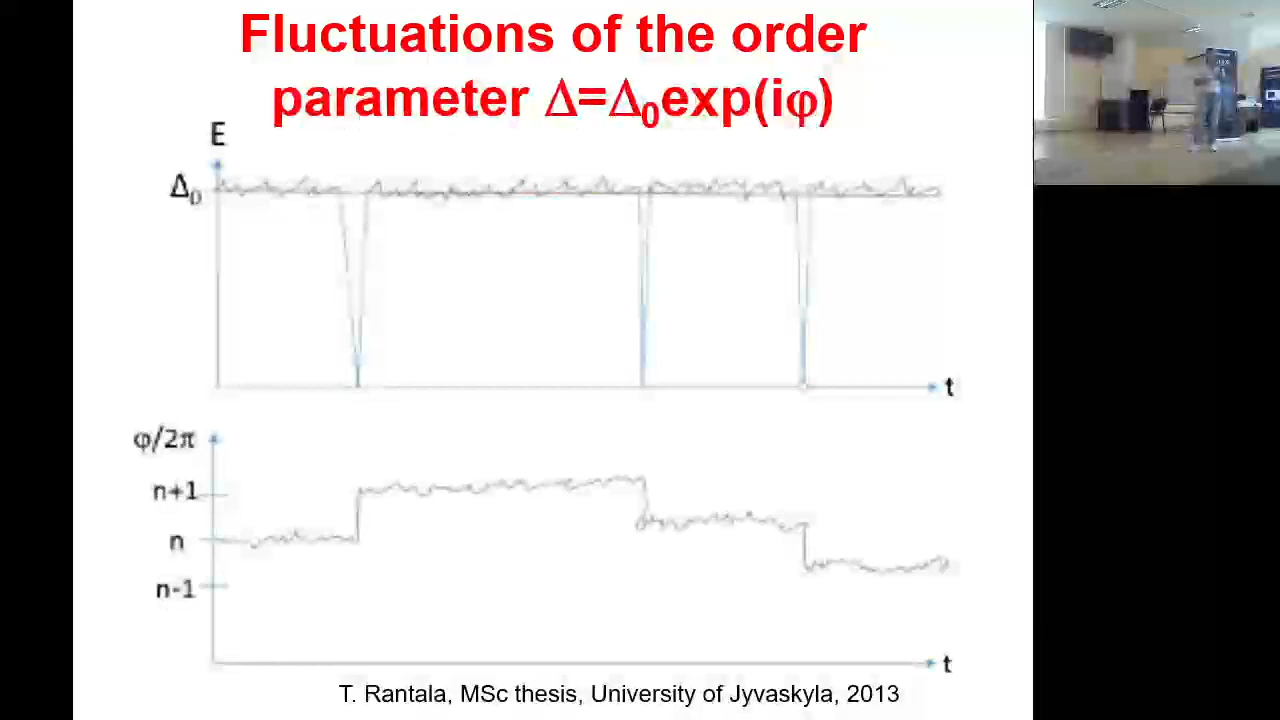 Fluctuations of the order
parameter Δ=Δ₀exp(iφ)
E
Δ₀
t
φ/2π
n+1
n
n-1
t
T. Rantala, MSc thesis, University of Jyvaskyla, 2013